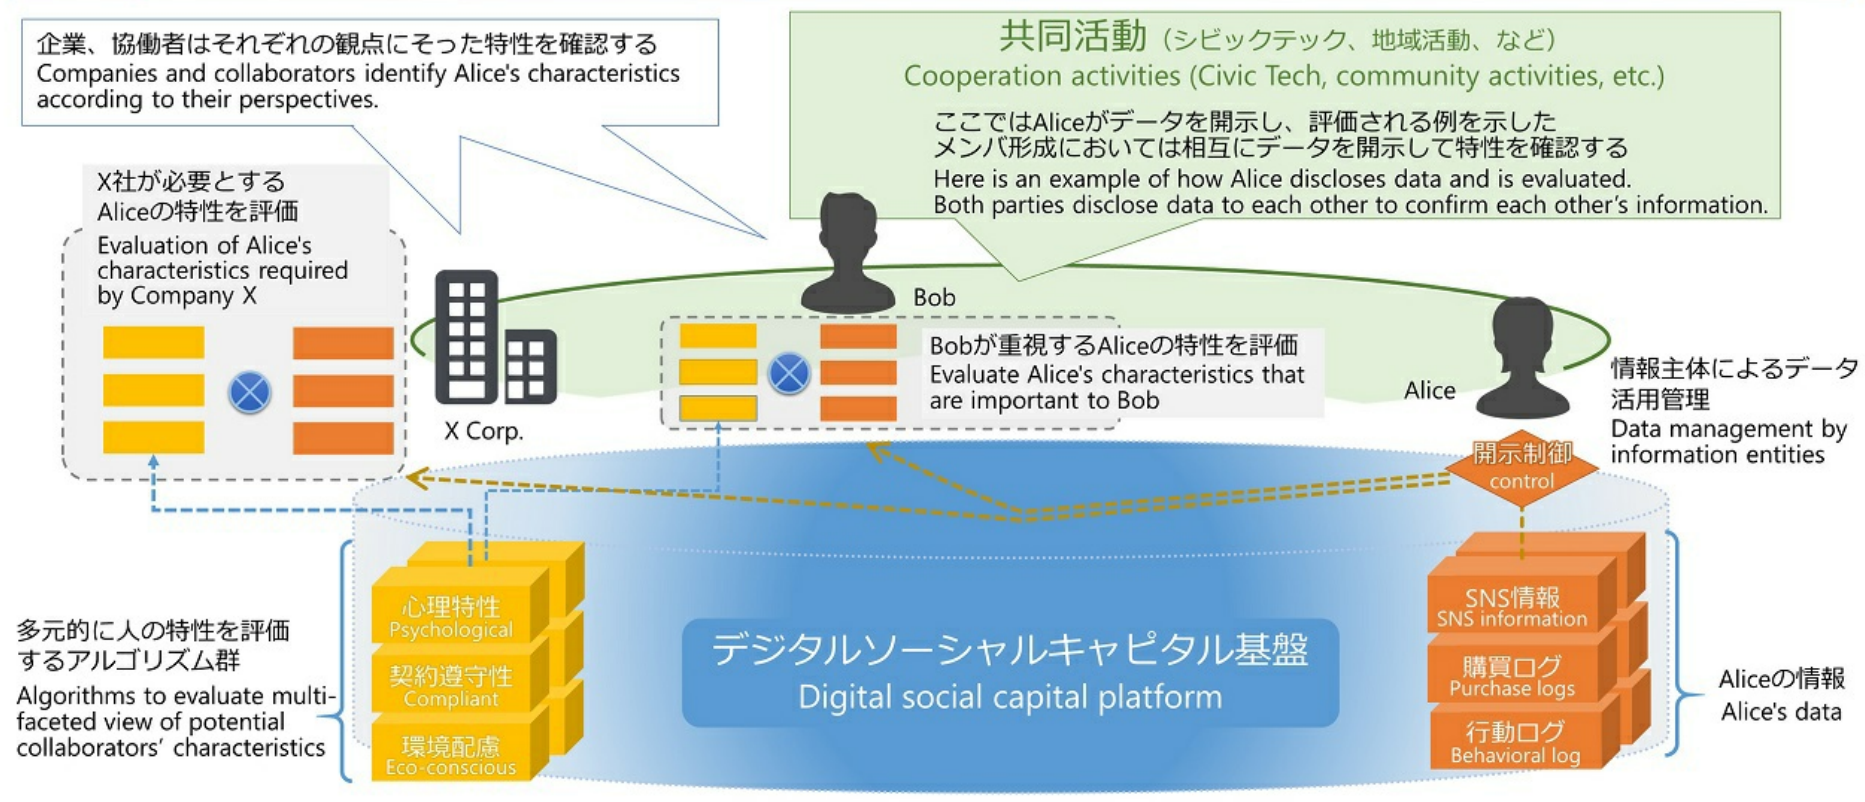 企業、協働者はそれぞれの観点にそった特性を確認する
Companies and collaborators identify Alice's characteristics
according to their perspectives.
共同活動（シビックテック、地域活動、など）
Cooperation activities (Civic Tech, community activities, etc.)
ここではAliceがデータを開示し、評価される例を示した
メンバ形成においては相互にデータを開示して特性を確認する
Here is an example of how Alice discloses data and is evaluated.
Both parties disclose data to each other to confirm each other's information.
X社が必要とする
Aliceの特性を評価
Evaluation of Alice's
characteristics required
by Company X
X Corp.
Bob
Bobが重視するAliceの特性を評価
Evaluate Alice's characteristics that
are important to Bob
Alice
情報主体によるデータ
活用管理
Data management by
information entities
開示制御
control
多元的に人の特性を評価
するアルゴリズム群
Algorithms to evaluate multi-
faceted view of potential
collaborators' characteristics
心理特性
Psychological
契約遵守性
Compliant
環境配慮
Eco-conscious
デジタルソーシャルキャピタル基盤
Digital social capital platform
SNS情報
SNS information
購買ログ
Purchase logs
行動ログ
Behavioral log
Aliceの情報
Alice's data